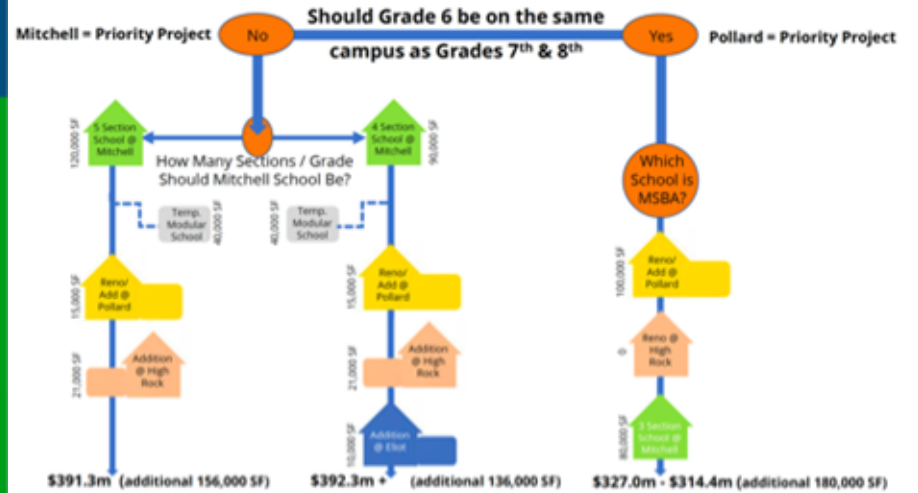 Should Grade 6 be on the same
campus as Grades 7th & 8th
Mitchell = Priority Project
No
Yes
Pollard = Priority Project
120,000 SF
5 Section
School @
Mitchell
4 Section
School @
Mitchell
90,000 SF
How Many Sections / Grade
Should Mitchell School Be?
Which
School is
MSBA?
Temp.
Modular
School
40,000 SF
40,000 SF
Temp.
Modular
School
15,000 SF
Reno/
Add @
Pollard
15,000 SF
Reno/
Add @
Pollard
100,000 SF
Reno/
Add @
Pollard
21,000 SF
Addition
@ High
Rock
21,000 SF
Addition
@ High
Rock
0
Reno @
High
Rock
10,000 SF
Addition
@ Eliot
80,000 SF
3 Section
School @
Mitchell
$391.3m (additional 156,000 SF)
$392.3m + (additional 136,000 SF)
$327.0m - $314.4m (additional 180,000 SF)